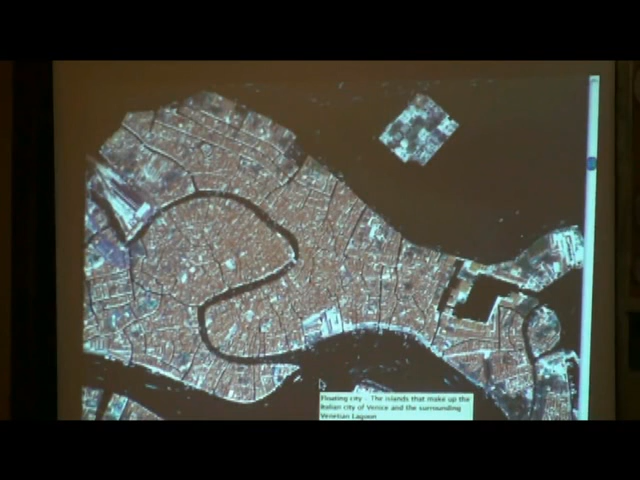 Floating city - The islands that make up the
Italian city of Venice and the surrounding
Venetian Lagoon